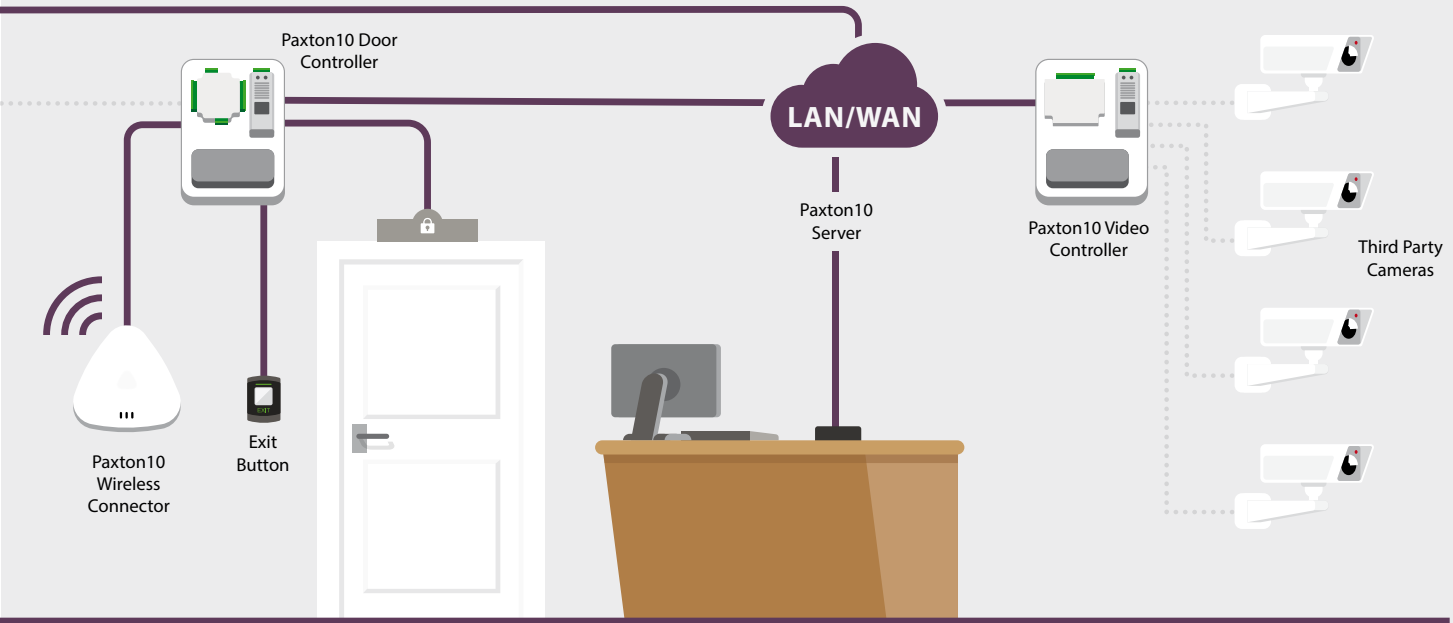 Paxton10 Door
Controller
LAN/WAN
Paxton10
Server
Paxton10 Video
Controller
Third Party
Cameras
EXIT
Exit
Button
Paxton10
Wireless
Connector